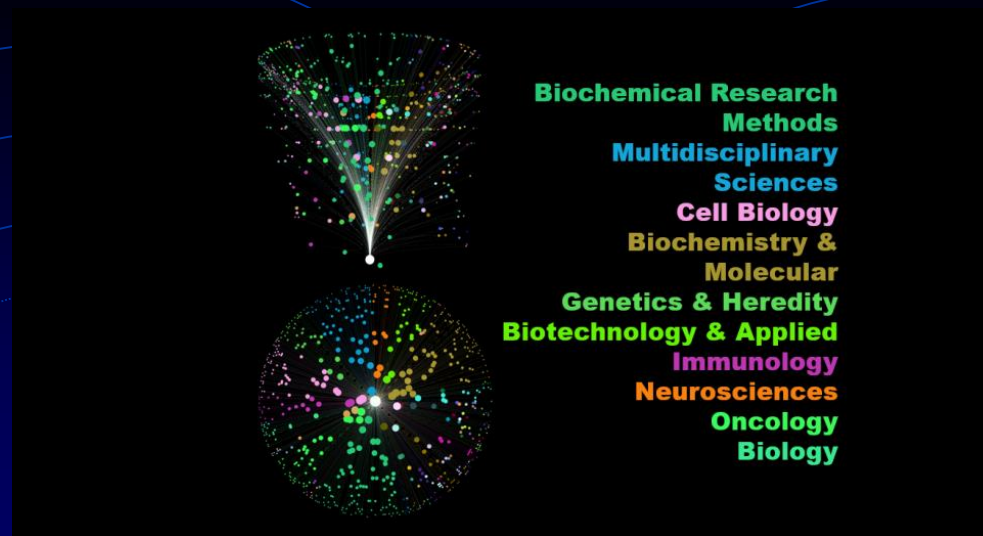 Biochemical Research
Methods
Multidisciplinary
Sciences
Cell Biology
Biochemistry &
Molecular
Genetics & Heredity
Biotechnology & Applied
Immunology
Neurosciences
Oncology
Biology